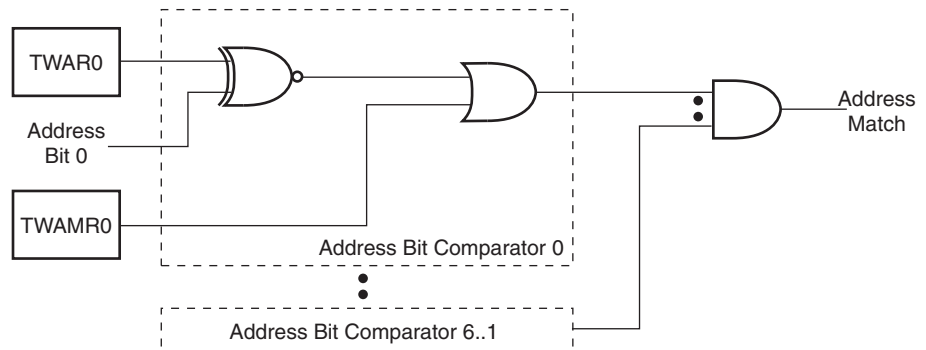 TWAR0
Address
Bit 0
TWAMR0
Address Bit Comparator 0
Address Bit Comparator 6..1
Address
Match